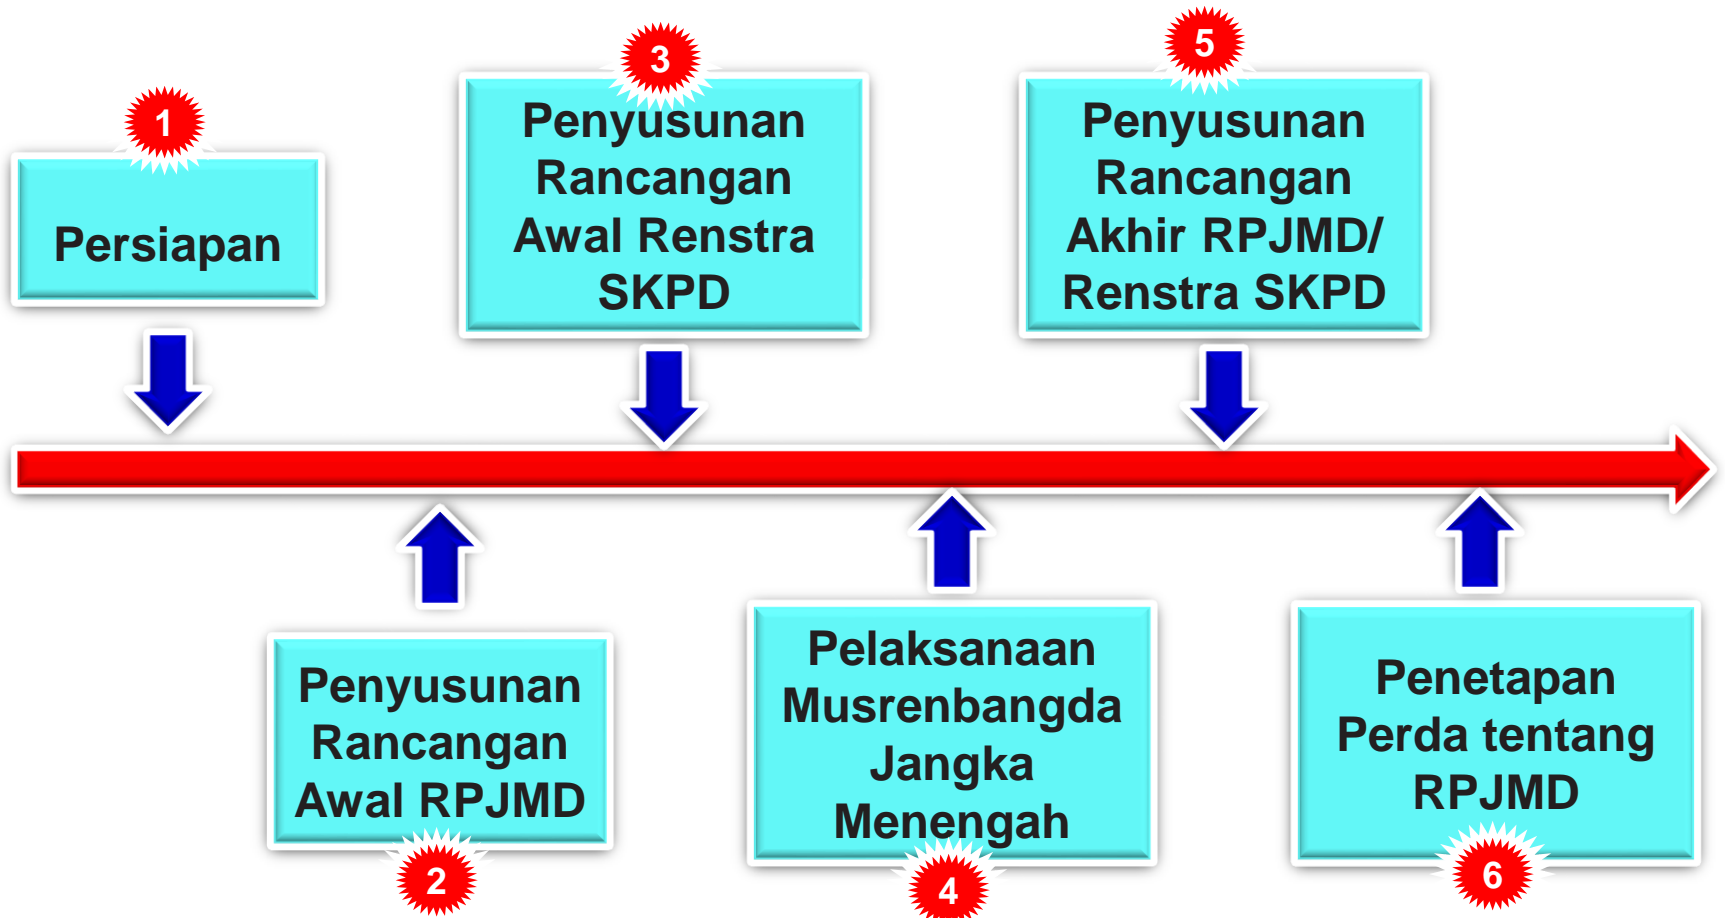 1
Persiapan
2
Penyusunan
Rancangan
Awal RPJMD
3
Penyusunan
Rancangan
Awal Renstra
SKPD
4
Pelaksanaan
Musrenbangda
Jangka
Menengah
5
Penyusunan
Rancangan
Akhir RPJMD/
Renstra SKPD
6
Penetapan
Perda tentang
RPJMD